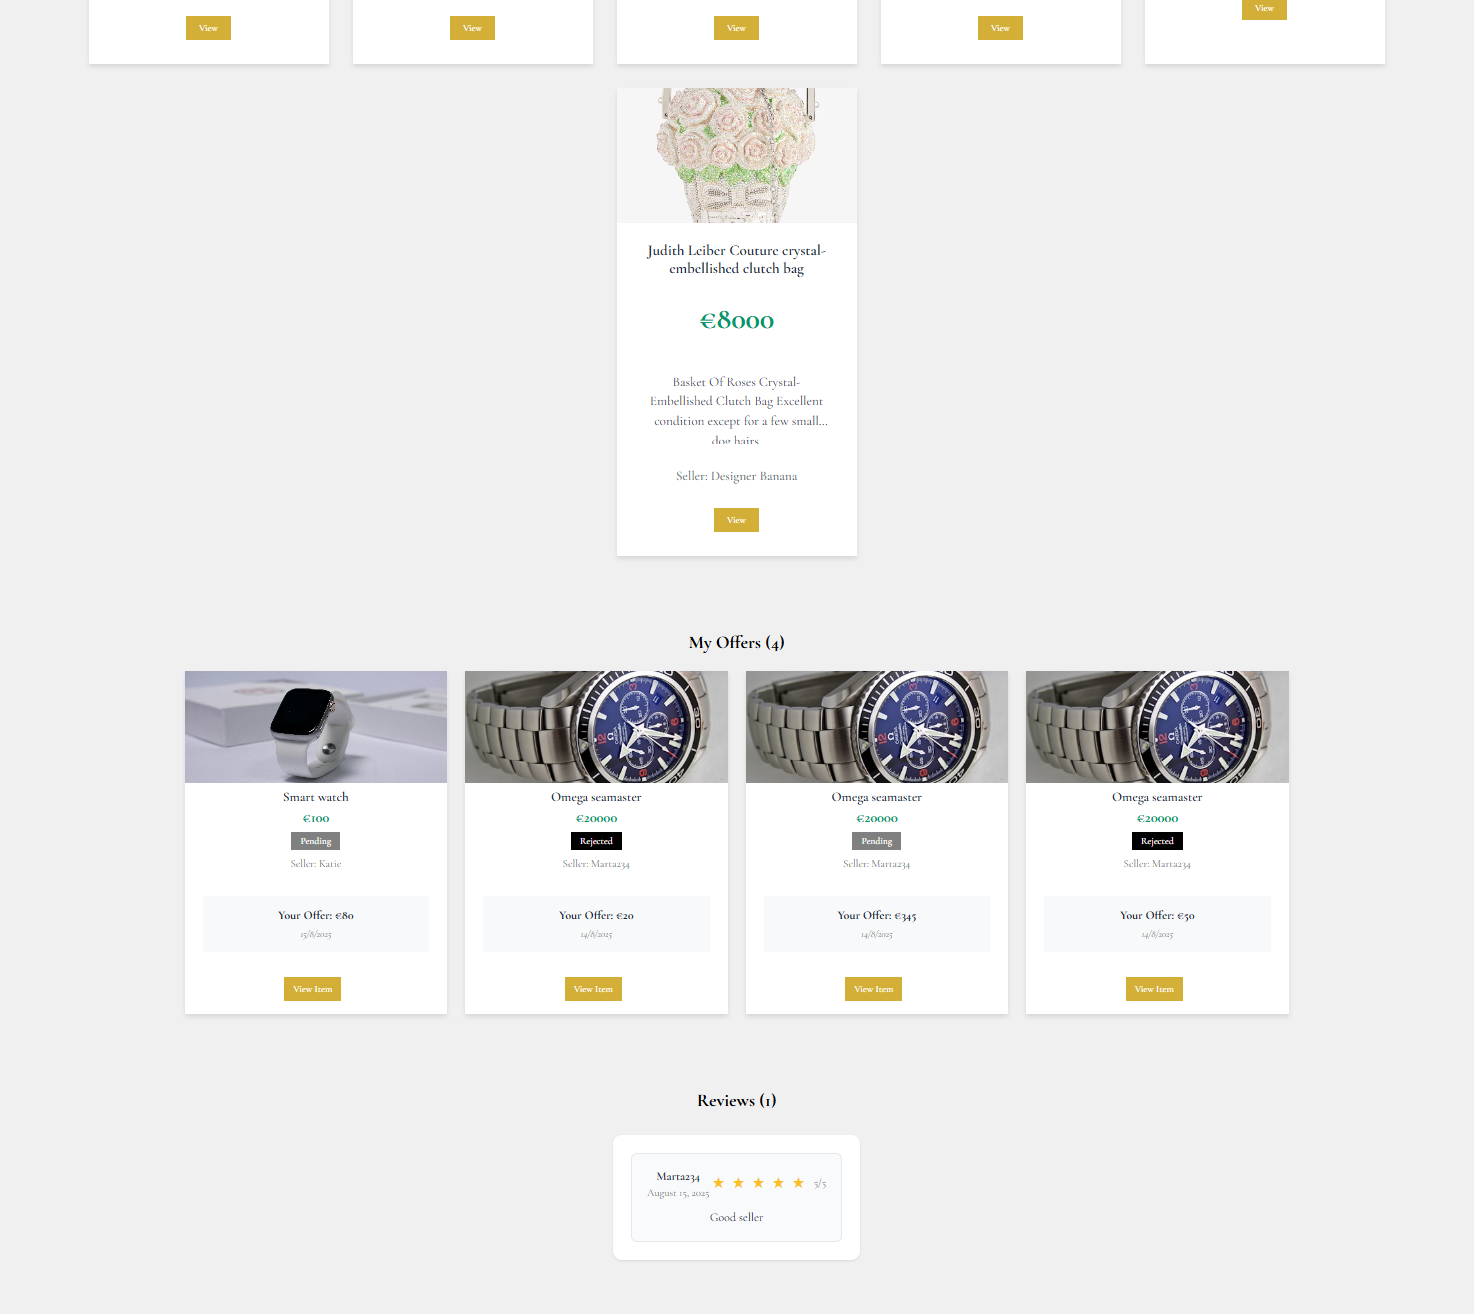 View
View
View
View
View
Judith Leiber Couture crystal-
embellished clutch bag
€8000
Basket Of Roses Crystal-
Embellished Clutch Bag Excellent
condition except for a few small...
dog hairs
Seller: Designer Banana
View
My Offers (4)
Smart watch
€100
Pending
Seller: Katie
Your Offer: €80
15/8/2025
View Item
Omega seamaster
€20000
Rejected
Seller: Marta234
Your Offer: €20
14/8/2025
View Item
Omega seamaster
€20000
Pending
Seller: Marta234
Your Offer: €345
14/8/2025
View Item
Omega seamaster
€20000
Rejected
Seller: Marta234
Your Offer: €50
14/8/2025
View Item
Reviews (1)
Marta234
August 15, 2025
★ ★ ★ ★ ★ 5/5
Good seller